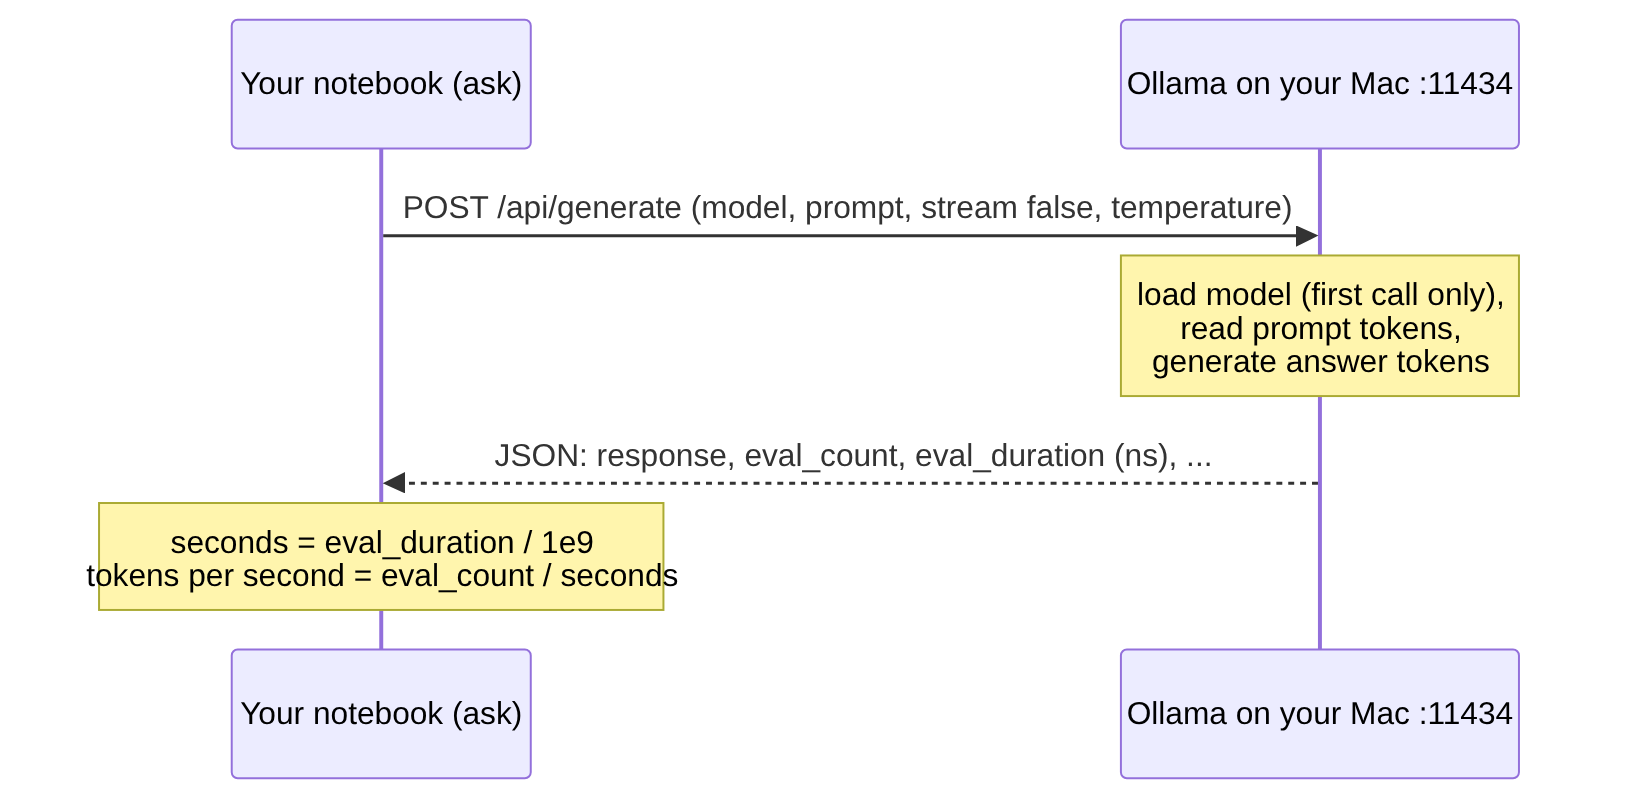 Your notebook (ask)
Ollama on your Mac :11434
POST /api/generate (model, prompt, stream false, temperature)
load model (first call only),
read prompt tokens,
generate answer tokens
JSON: response, eval_count, eval_duration (ns), ...
seconds = eval_duration / 1e9
tokens per second = eval_count / seconds
Your notebook (ask)
Ollama on your Mac :11434